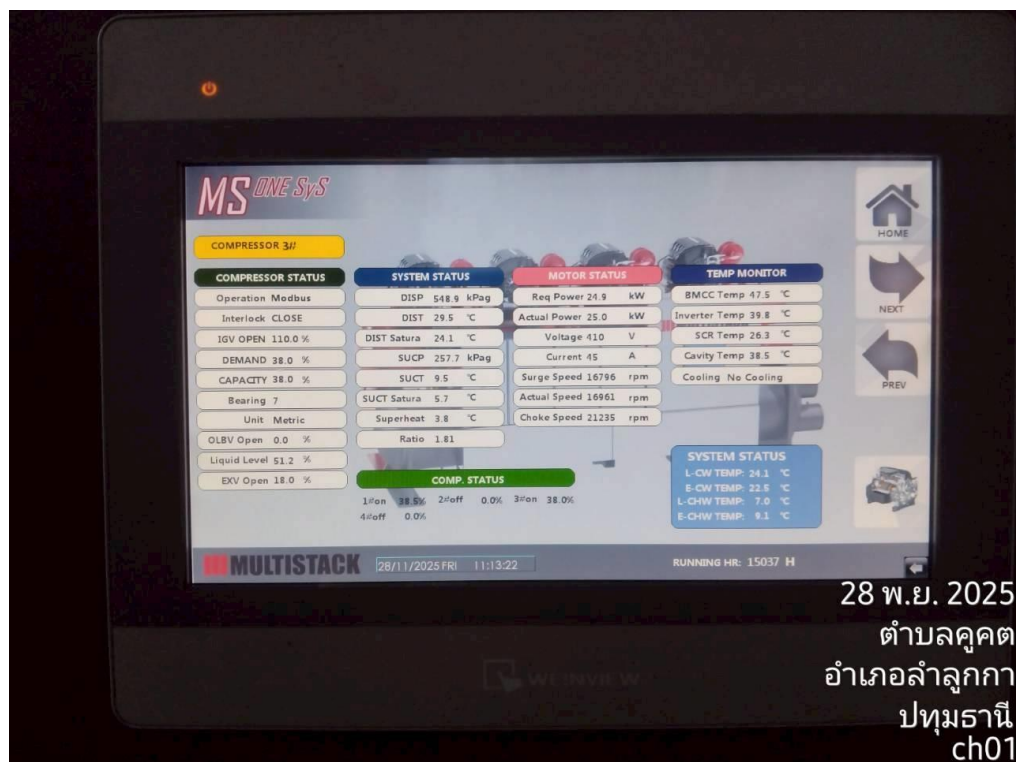 MS ONE SyS
COMPRESSOR 3#
COMPRESSOR STATUS
Operation Modbus
Interlock CLOSE
IGV OPEN 110.0 %
DEMAND 38.0 %
CAPACITY 38.0 %
Bearing 7
Unit Metric
OLBV Open 0.0 %
Liquid Level 51.2 %
EXV Open 18.0 %
SYSTEM STATUS
DISP 548.9 kPag
DIST 29.5 ℃
DIST Satura 24.1 ℃
SUCP 257.7 kPag
SUCT 9.5 ℃
SUCT Satura 5.7 ℃
Superheat 3.8 ℃
Ratio 1.81
MOTOR STATUS
Req Power 24.9 kW
Actual Power 25.0 kW
Voltage 410 V
Current 45 A
Surge Speed 16796 rpm
Actual Speed 16961 rpm
Choke Speed 21235 rpm
TEMP MONITOR
BMCC Temp 47.5 ℃
Inverter Temp 39.8 ℃
SCR Temp 26.3 ℃
Cavity Temp 38.5 ℃
Cooling No Cooling
COMP. STATUS
1#on 38.5% 2#off 0.0% 3#on 38.0%
4#off 0.0%
SYSTEM STATUS
L-CW TEMP: 24.1 ℃
E-CW TEMP: 22.5 ℃
L-CHW TEMP: 7.0 ℃
E-CHW TEMP: 9.1 ℃
HOME
NEXT
PREV
MULTISTACK
28/11/2025 FRI 11:13:22
RUNNING HR: 15037 H
WEINVIEW
28 พ.ย. 2025
ตำบลคูคต
อำเภอลำลูกกา
ปทุมธานี
ch01